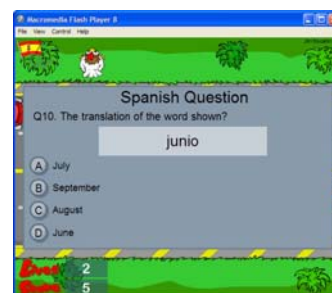 Macromedia Flash Player 8
File View Control Help
Spanish Question
Q10. The translation of the word shown?
junio
A July
B September
C August
D June
Lives 2
5